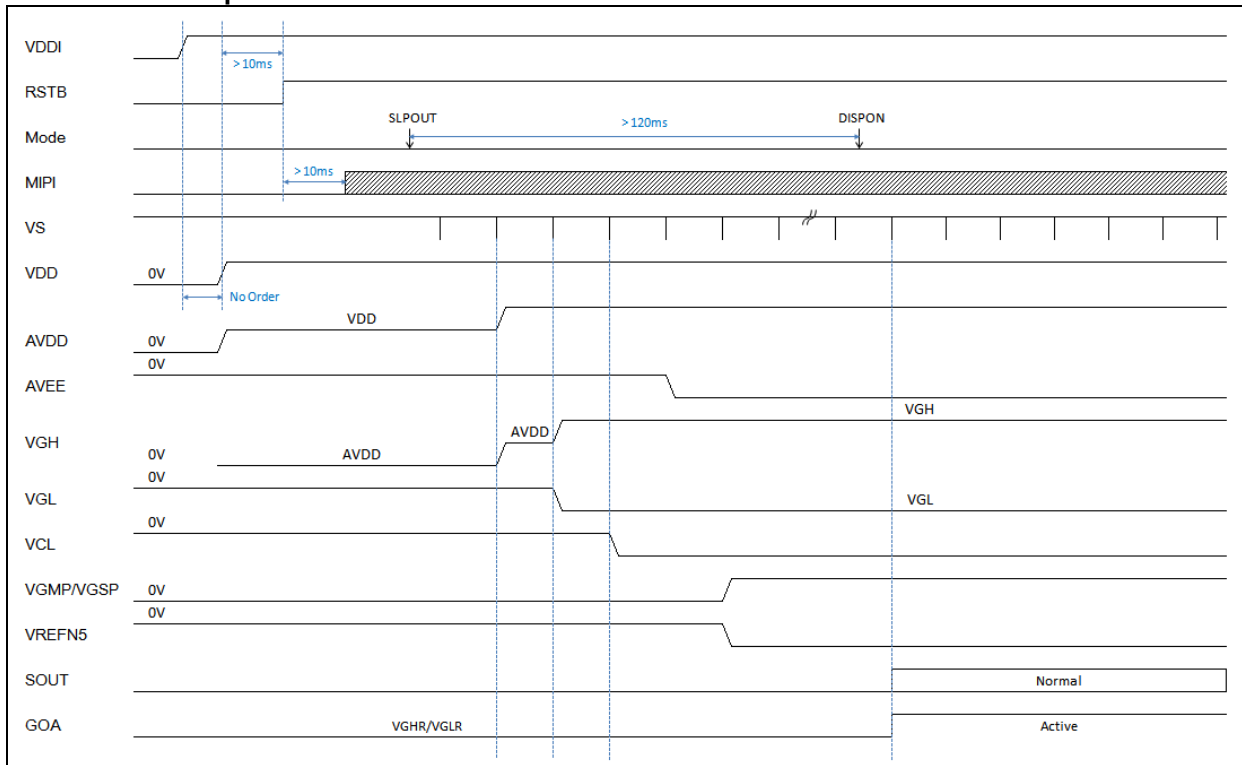 VDDI
> 10ms
RSTB
SLPOUT
> 120ms
DISPON
Mode
> 10ms
MIPI
VS
VDD
0V
No Order
VDD
AVDD
0V
0V
AVEE
VGH
AVDD
VGH
0V
AVDD
0V
VGL
VGL
0V
VCL
VGMP/VGSP
0V
0V
VREFN5
SOUT
Normal
GOA
VGHR/VGLR
Active